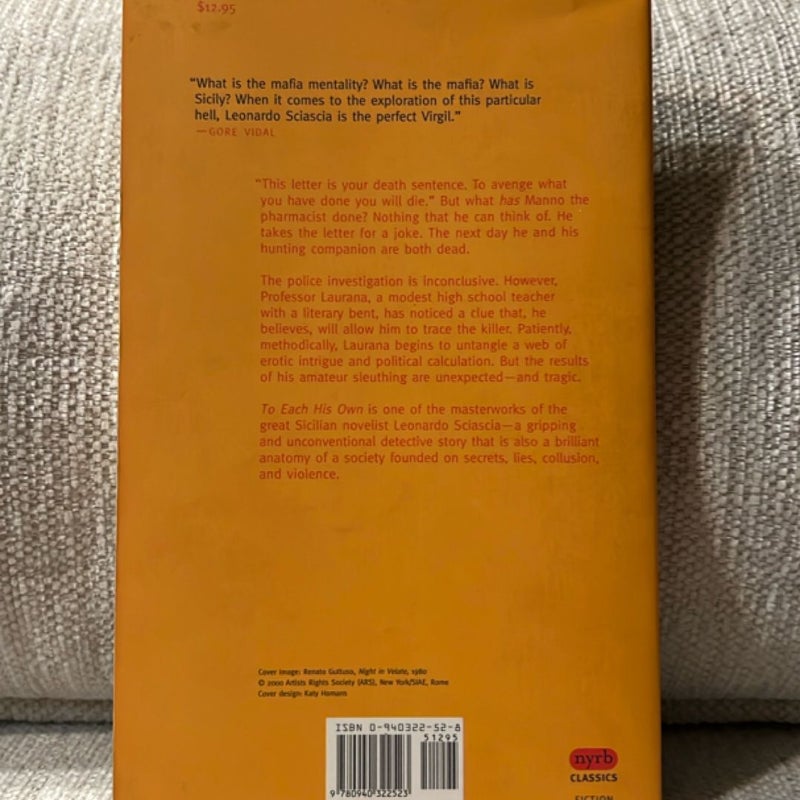 $12.95
“What is the mafia mentality? What is the mafia? What is
Sicily? When it comes to the exploration of this particular
hell, Leonardo Sciascia is the perfect Virgil.”
—GORE VIDAL
“This letter is your death sentence. To avenge what
you have done you will die.” But what has Manno the
pharmacist done? Nothing that he can think of. He
takes the letter for a joke. The next day he and his
hunting companion are both dead.
The police investigation is inconclusive. However,
Professor Laurana, a modest high school teacher
with a literary bent, has noticed a clue that, he
believes, will allow him to trace the killer. Patiently,
methodically, Laurana begins to untangle a web of
erotic intrigue and political calculation. But the results
of his amateur sleuthing are unexpected—and tragic.
To Each His Own is one of the masterworks of the
great Sicilian novelist Leonardo Sciascia—a gripping
and unconventional detective story that is also a brilliant
anatomy of a society founded on secrets, lies, collusion,
and violence.
Cover image: Renato Guttuso, Night in Velate, 1980
© 2000 Artists Rights Society (ARS), New York/SIAE, Rome
Cover design: Katy Homans
ISBN 0-940322-52-8
51295
9 780940 322523
nyrb
CLASSICS
FICTION